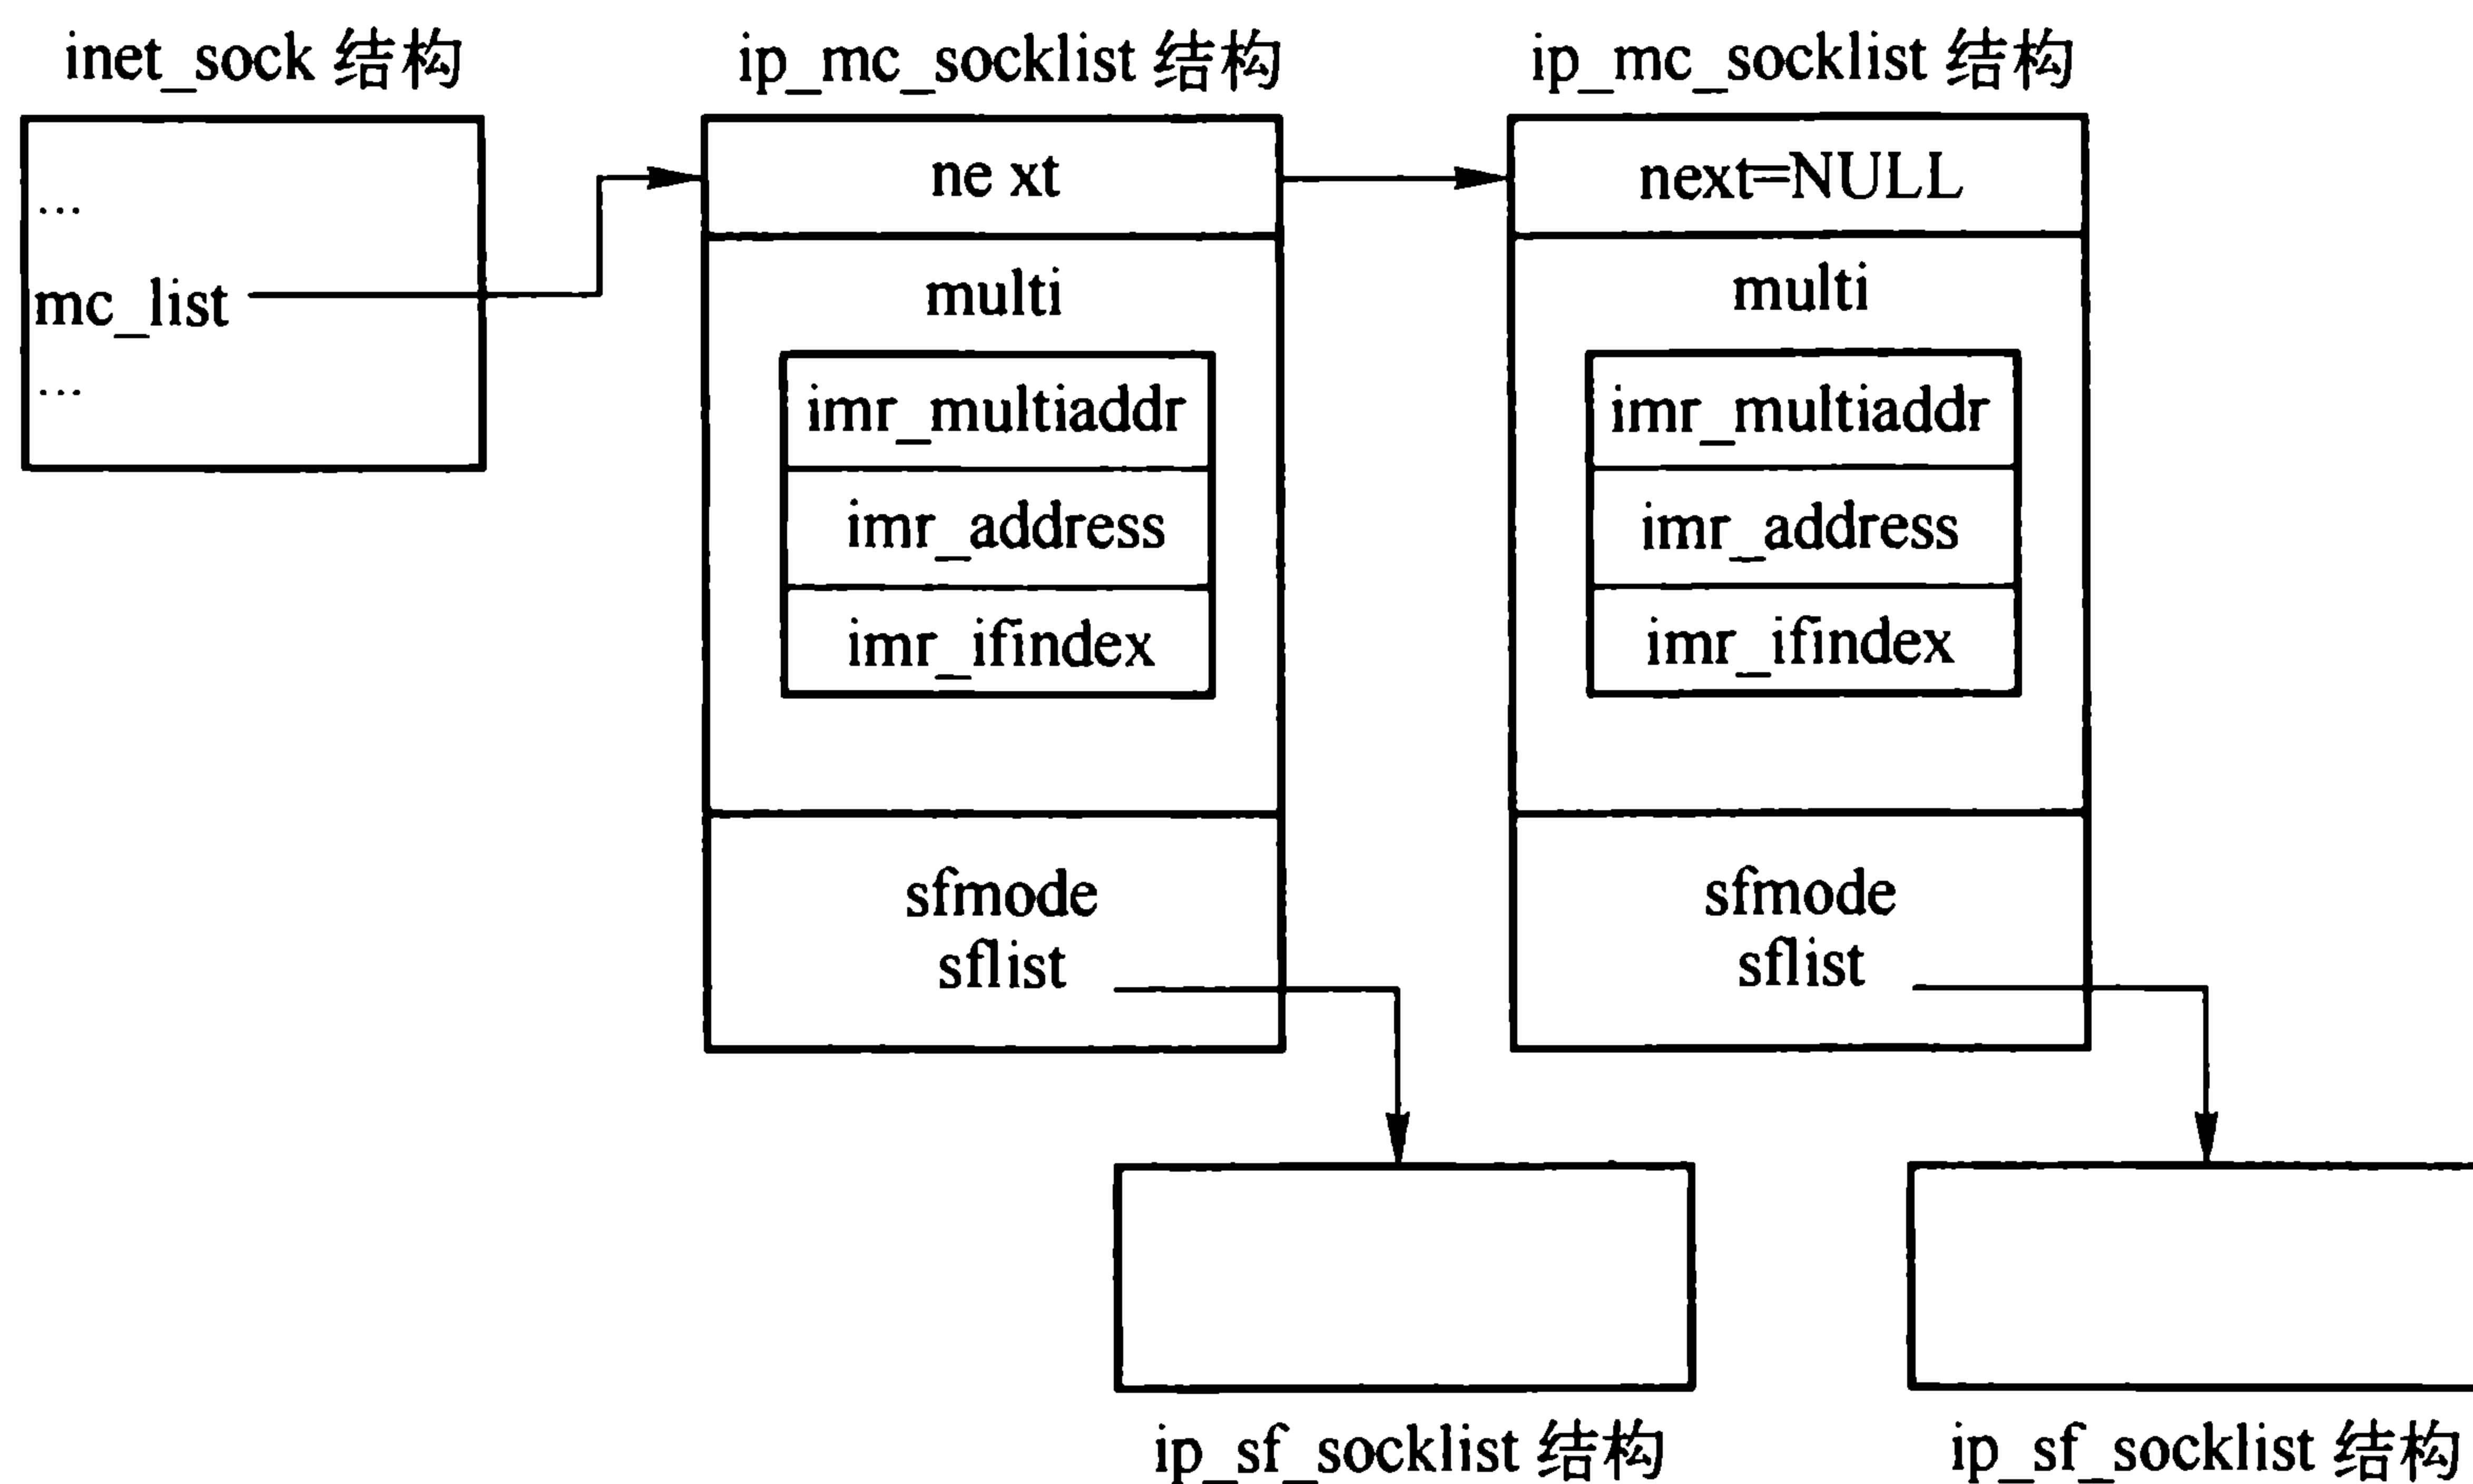 inet_sock 结构
ip_mc_socklist 结构
ip_mc_socklist 结构
...
mc_list
...
ne xt
multi
imr_multiaddr
imr_address
imr_ifindex
sfmode
sflist
next=NULL
multi
imr_multiaddr
imr_address
imr_ifindex
sfmode
sflist
ip_sf_socklist 结构
ip_sf_socklist 结构